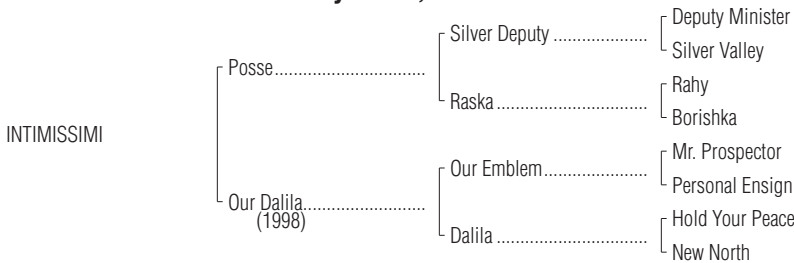 Deputy Minister
Silver Deputy ....................
Silver Valley
Posse................................
Rahy
Raska ................................
Borishka
INTIMISSIMI
Mr. Prospector
Our Emblem......................
Personal Ensign
Our Dalila..........................
(1998)
Hold Your Peace
Dalila ................................
New North